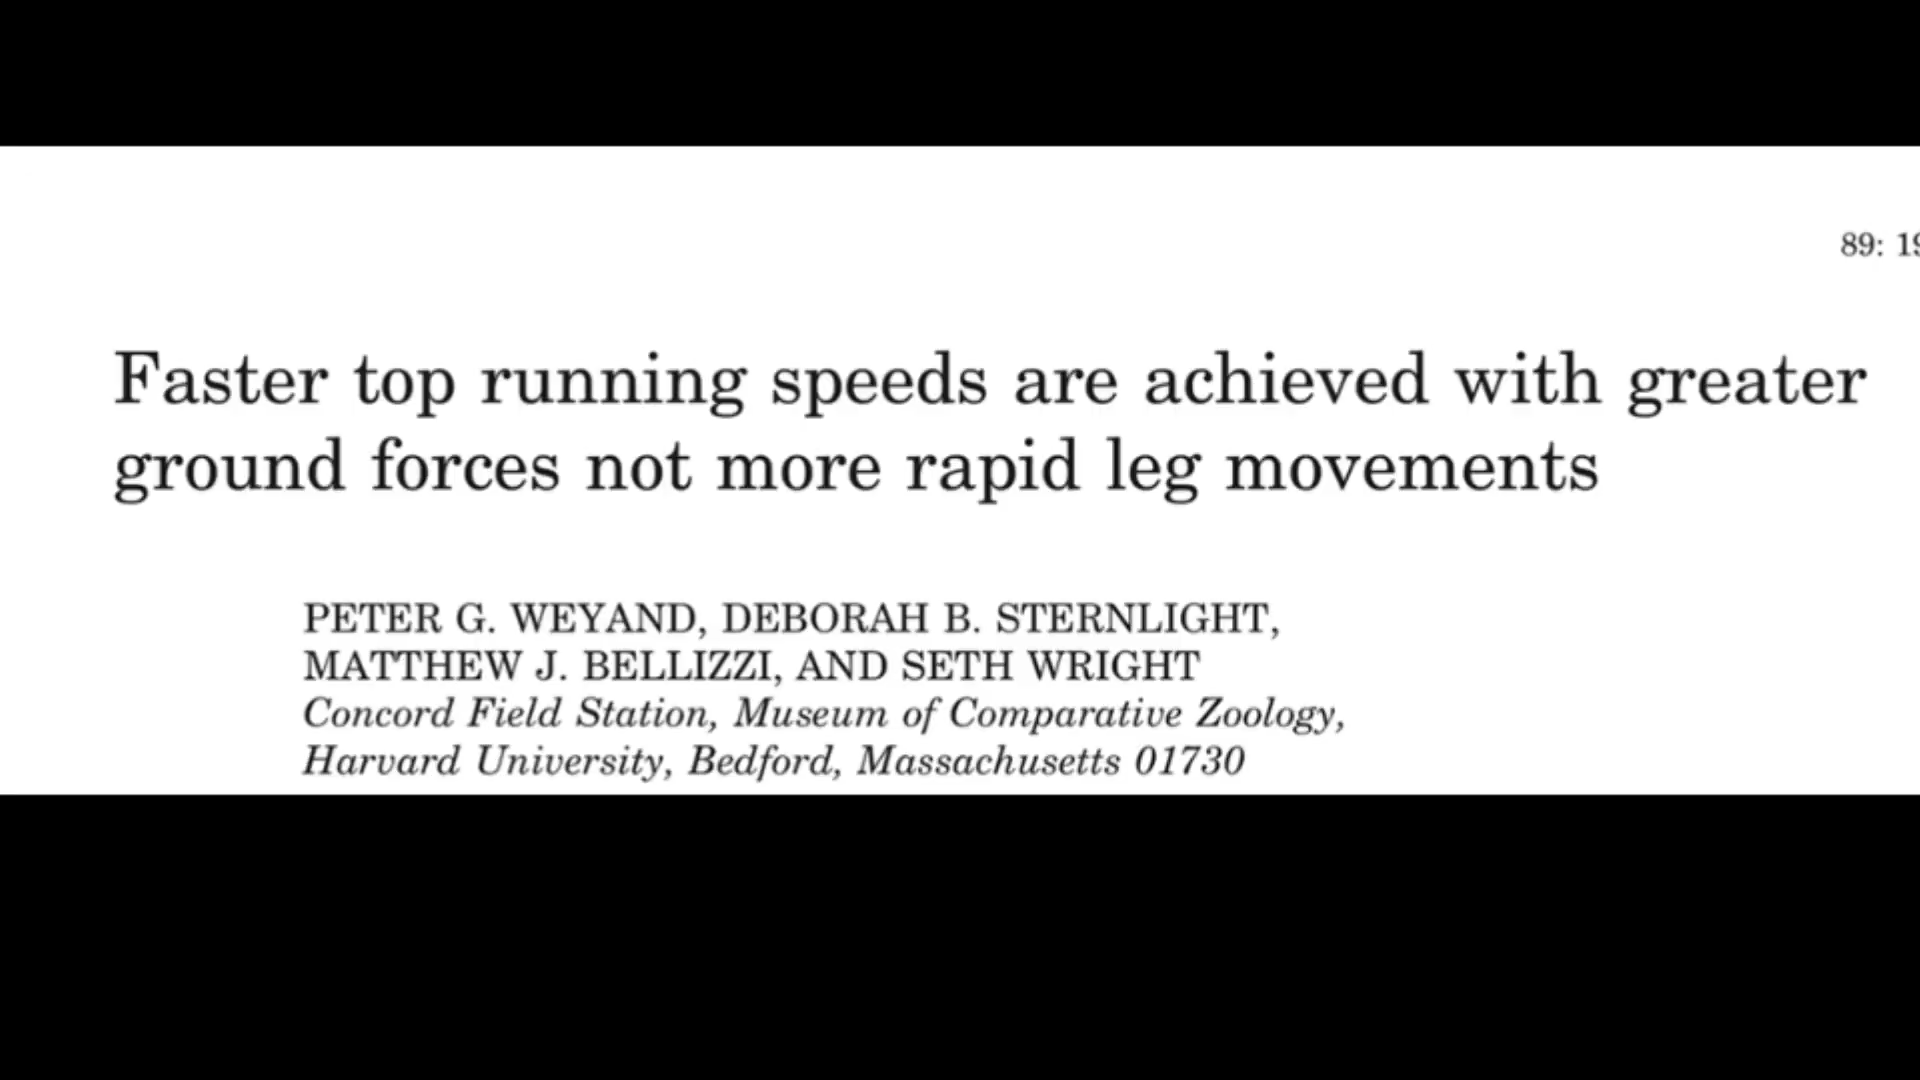 89: 19
Faster top running speeds are achieved with greater
ground forces not more rapid leg movements
PETER G. WEYAND, DEBORAH B. STERNLIGHT,
MATTHEW J. BELLIZZI, AND SETH WRIGHT
Concord Field Station, Museum of Comparative Zoology,
Harvard University, Bedford, Massachusetts 01730